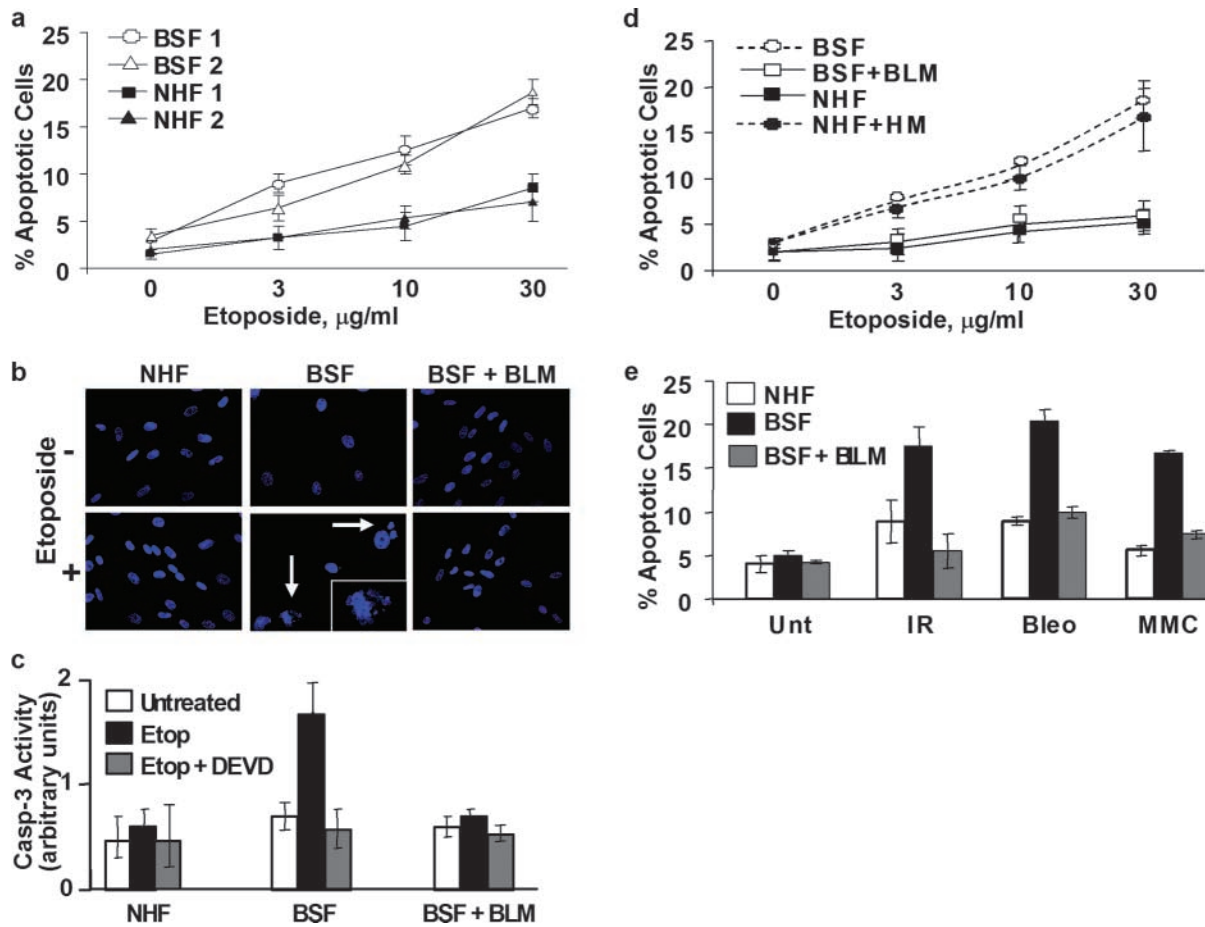 a
% Apoptotic Cells
25
20
15
10
5
0
BSF 1
BSF 2
NHF 1
NHF 2
0 3 10 30
Etoposide, μg/ml
b
NHF BSF BSF + BLM
Etoposide
-
+
c
Casp-3 Activity
(arbitrary units)
2
1
0
Untreated
Etop
Etop + DEVD
NHF BSF BSF + BLM
d
% Apoptotic Cells
25
20
15
10
5
0
BSF
BSF+BLM
NHF
NHF+HM
0 3 10 30
Etoposide, μg/ml
e
% Apoptotic Cells
25
20
15
10
5
0
NHF
BSF
BSF + BLM
Unt IR Bleo MMC